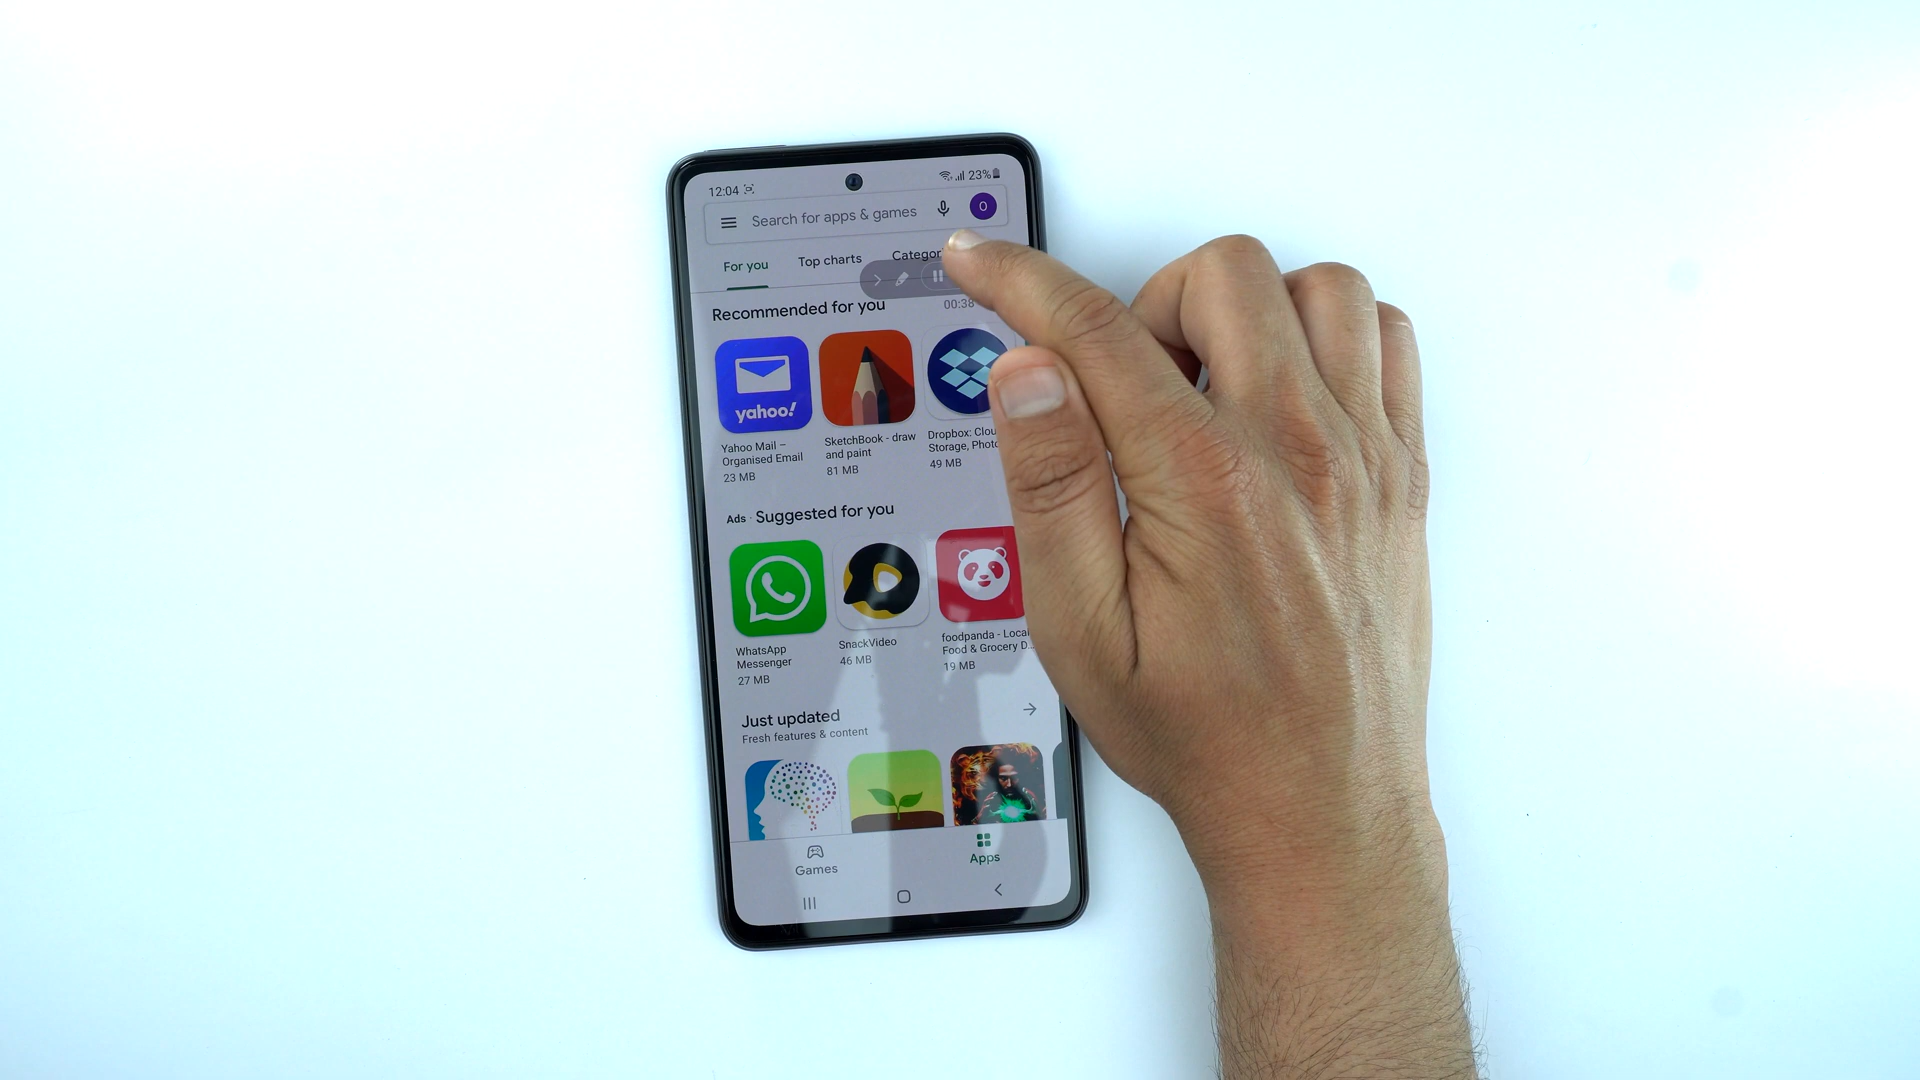 12:04
23%
Search for apps & games
O
For you
Top charts
Categor
00:38
Recommended for you
yahoo!
Yahoo Mail –
Organised Email
23 MB
SketchBook - draw
and paint
81 MB
Dropbox: Clou
Storage, Phot
49 MB
Ads · Suggested for you
WhatsApp
Messenger
27 MB
SnackVideo
46 MB
foodpanda - Loca
Food & Grocery D...
19 MB
Just updated
Fresh features & content
Games
Apps